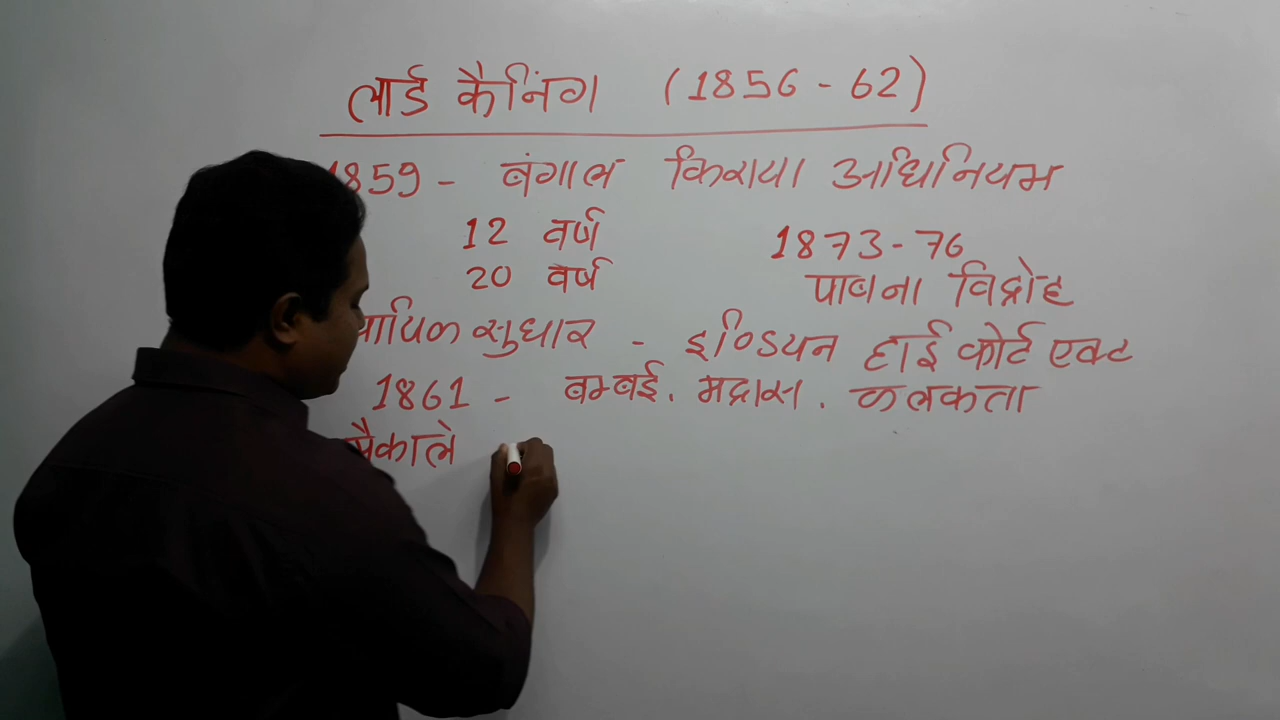 लार्ड कैनिंग (1856-62)
1859 - बंगाल किराया अधिनियम
12 वर्ष
20 वर्ष
1873-76
पाबना विद्रोह
सुधार - इण्डियन हाई कोर्ट एक्ट
1861 - बम्बई. मद्रास. कलकता
मैकाले